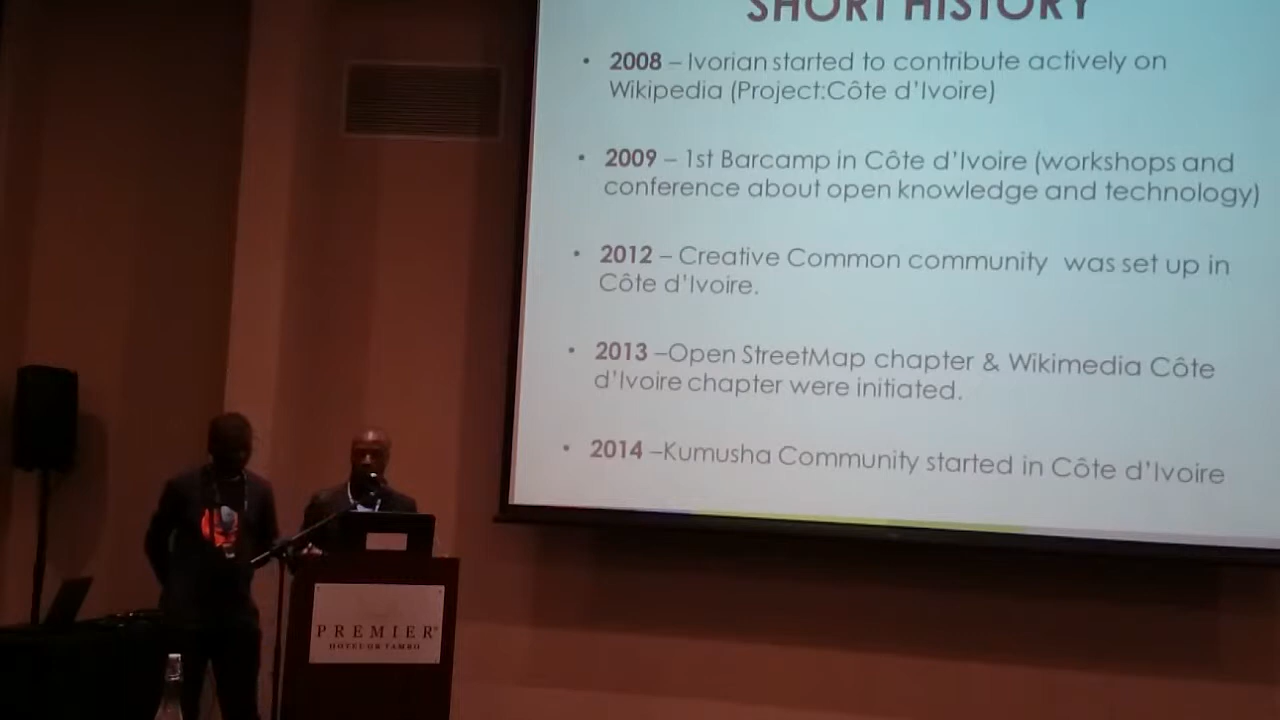 SHORT HISTORY
• 2008 – Ivorian started to contribute actively on
Wikipedia (Project:Côte d'Ivoire)
• 2009 – 1st Barcamp in Côte d'Ivoire (workshops and
conference about open knowledge and technology)
• 2012 – Creative Common community was set up in
Côte d'Ivoire.
• 2013 –Open StreetMap chapter & Wikimedia Côte
d'Ivoire chapter were initiated.
• 2014 –Kumusha Community started in Côte d'Ivoire
PREMIER
HOTEL OR TAMBO